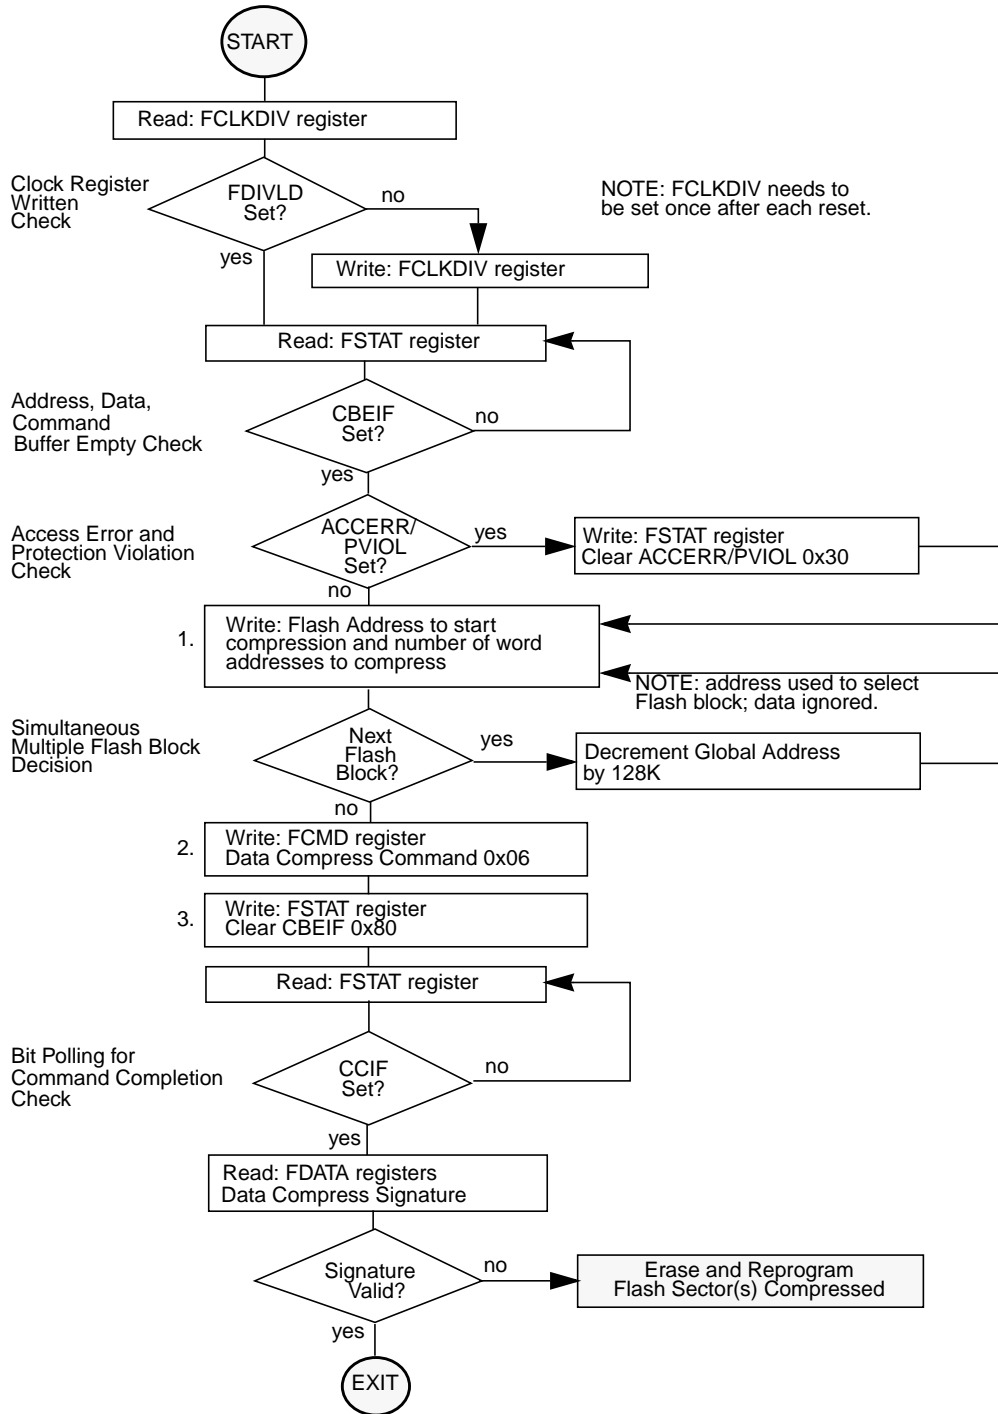 START
Read: FCLKDIV register
Clock Register
Written
Check
FDIVLD
Set?
no
yes
NOTE: FCLKDIV needs to
be set once after each reset.
Write: FCLKDIV register
Read: FSTAT register
Address, Data,
Command
Buffer Empty Check
CBEIF
Set?
no
yes
Access Error and
Protection Violation
Check
ACCERR/
PVIOL
Set?
yes
no
Write: FSTAT register
Clear ACCERR/PVIOL 0x30
1.
Write: Flash Address to start
compression and number of word
addresses to compress
NOTE: address used to select
Flash block; data ignored.
Simultaneous
Multiple Flash Block
Decision
Next
Flash
Block?
yes
no
Decrement Global Address
by 128K
2.
Write: FCMD register
Data Compress Command 0x06
3.
Write: FSTAT register
Clear CBEIF 0x80
Read: FSTAT register
Bit Polling for
Command Completion
Check
CCIF
Set?
no
yes
Read: FDATA registers
Data Compress Signature
Signature
Valid?
no
yes
Erase and Reprogram
Flash Sector(s) Compressed
EXIT